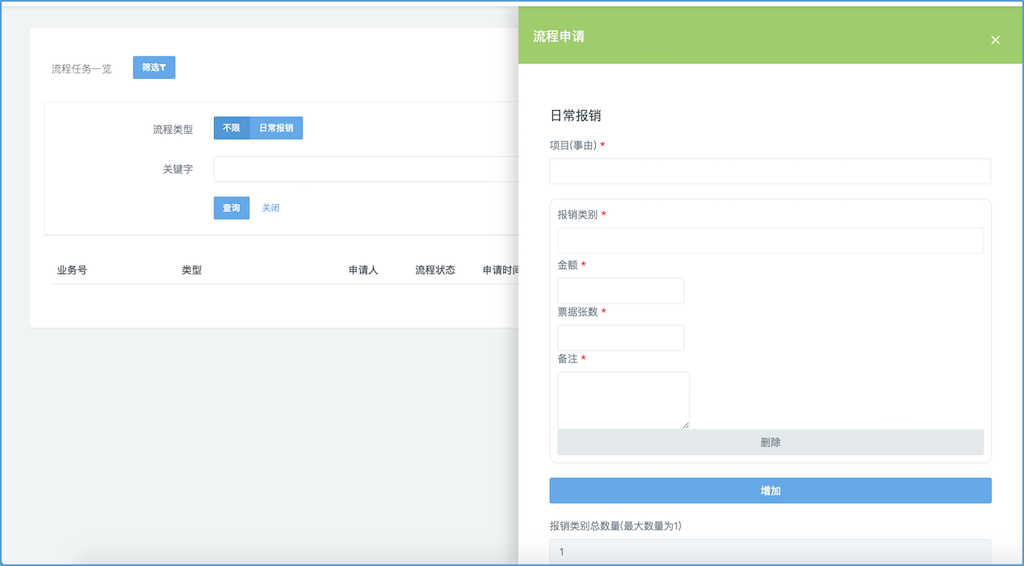 流程任务一览 筛选
流程类型 不限 日常报销
关键字
查询 关闭
业务号 类型 申请人 流程状态 申请时间
流程申请
日常报销
项目(事由) *
报销类别 *
金额 *
票据张数 *
备注 *
删除
增加
报销类别总数量(最大数量为1)
1